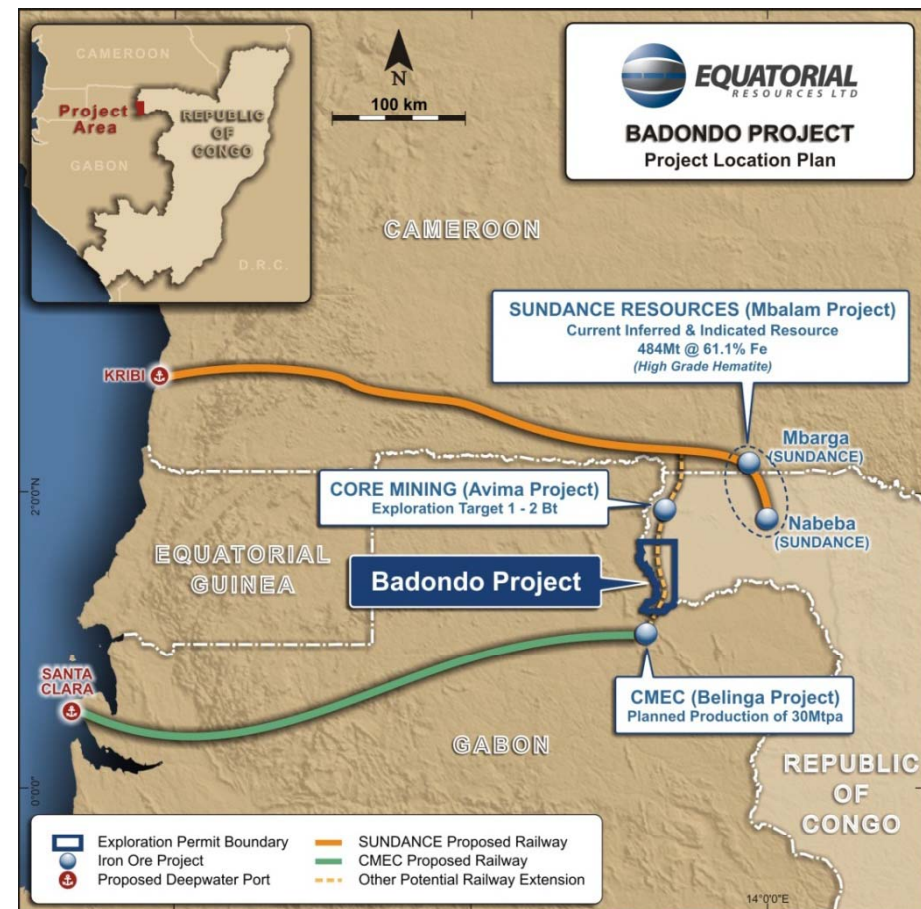 CAMEROON
Project
Area
REPUBLIC
OF
CONGO
GABON
D.R.C.
N
100 km
EQUATORIAL
RESOURCES LTD
BADONDO PROJECT
Project Location Plan
CAMEROON
SUNDANCE RESOURCES (Mbalam Project)
Current Inferred & Indicated Resource
484Mt @ 61.1% Fe
(High Grade Hematite)
KRIBI
Mbarga
(SUNDANCE)
2°0'0"N
CORE MINING (Avima Project)
Exploration Target 1 - 2 Bt
Nabeba
(SUNDANCE)
EQUATORIAL
GUINEA
Badondo Project
SANTA
CLARA
CMEC (Belinga Project)
Planned Production of 30Mtpa
GABON
REPUBLIC
OF
CONGO
0°0'0"
Exploration Permit Boundary
Iron Ore Project
Proposed Deepwater Port
SUNDANCE Proposed Railway
CMEC Proposed Railway
Other Potential Railway Extension
14°0'0"E